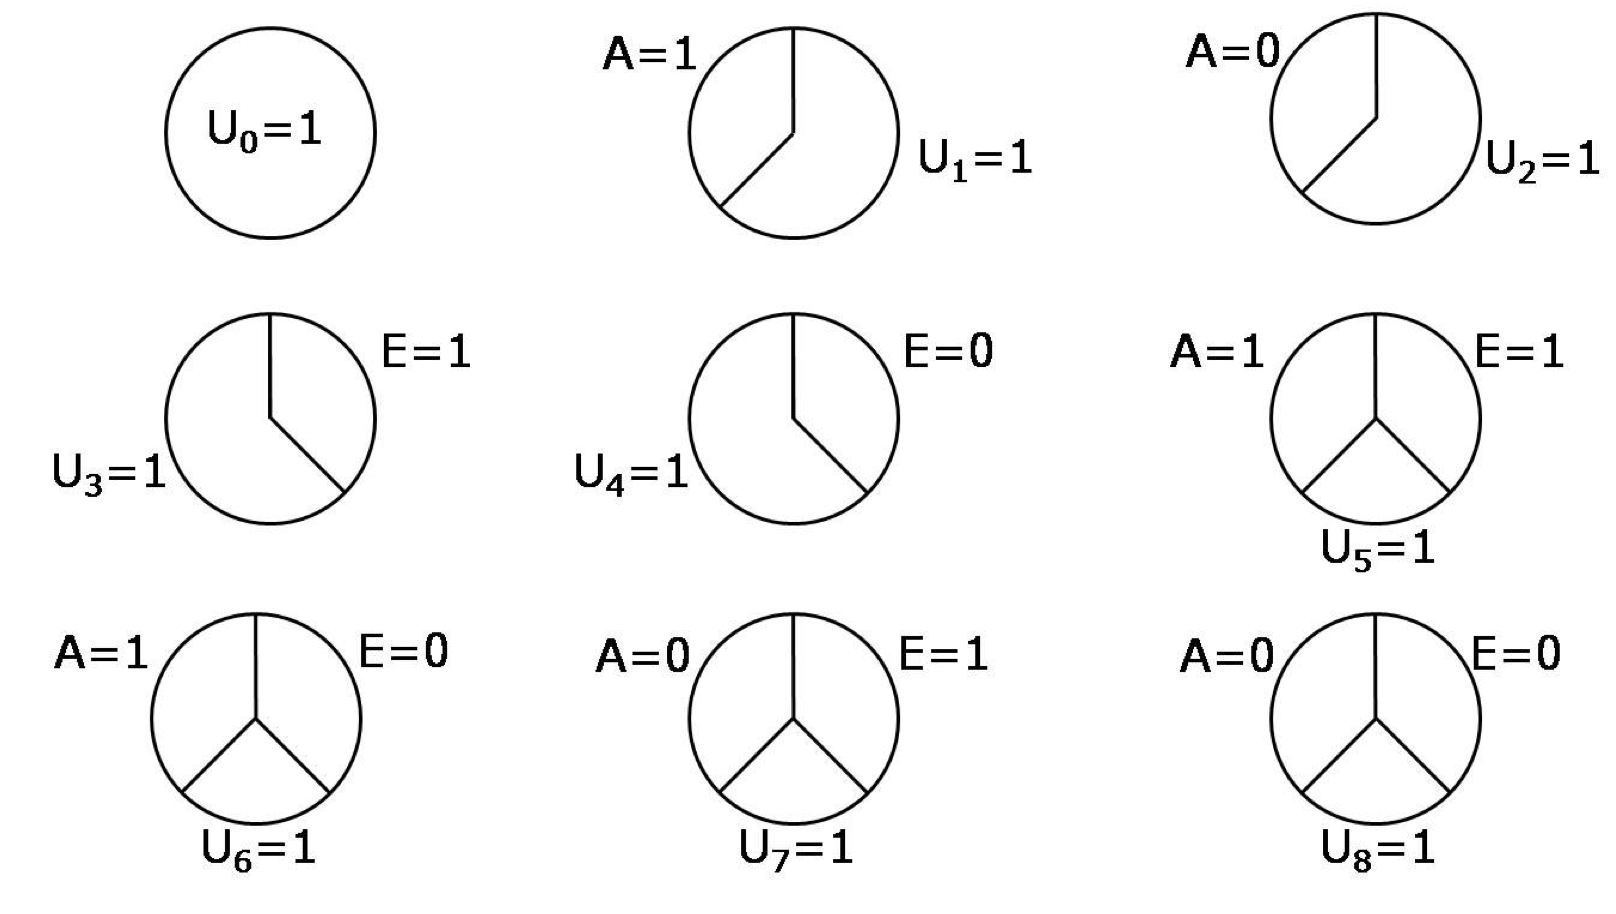 U₀=1
A=1
U₁=1
A=0
U₂=1
E=1
U₃=1
E=0
U₄=1
A=1
E=1
U₅=1
A=1
E=0
U₆=1
A=0
E=1
U₇=1
A=0
E=0
U₈=1